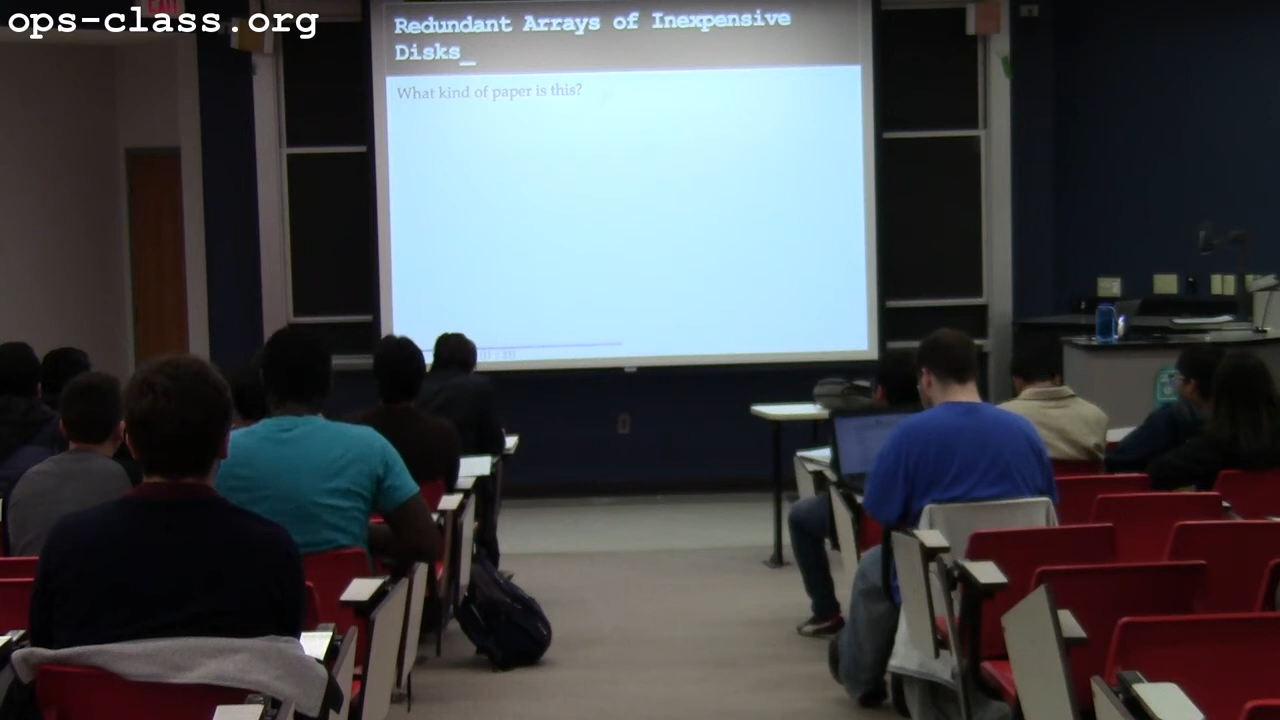 ops-class.org
Redundant Arrays of Inexpensive
Disks_
What kind of paper is this?